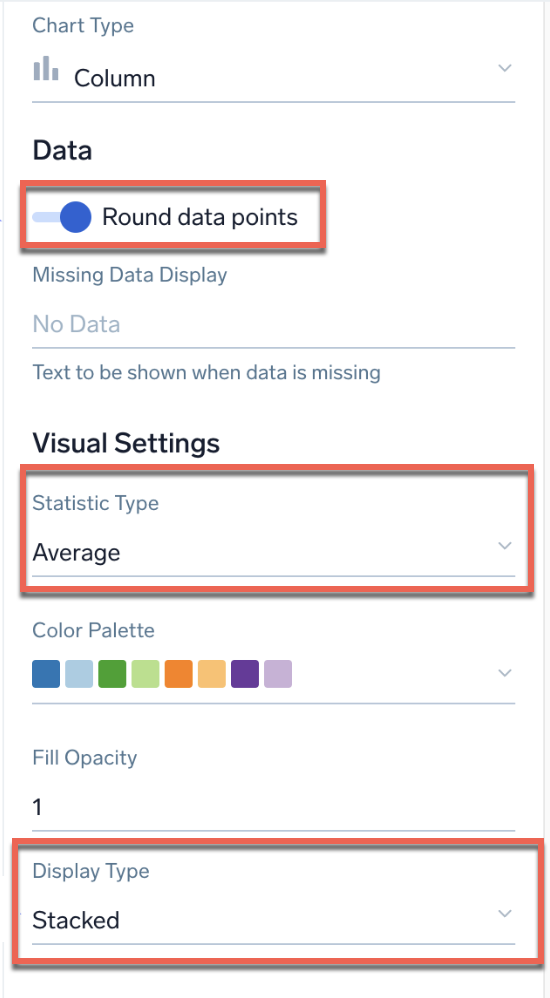 Chart Type
Column
Data
Round data points
Missing Data Display
No Data
Text to be shown when data is missing
Visual Settings
Statistic Type
Average
Color Palette
Fill Opacity
1
Display Type
Stacked